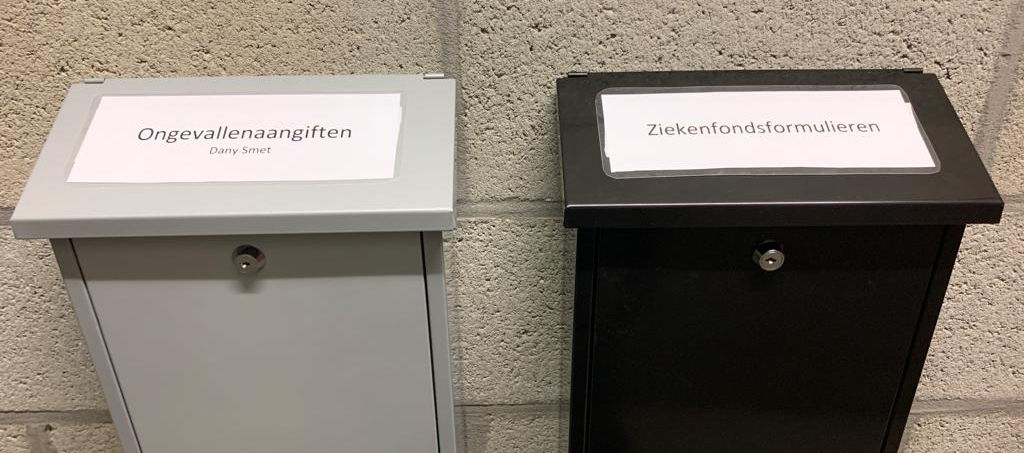 Ongevallenaangiften
Dany Smet
Ziekenfondsformulieren